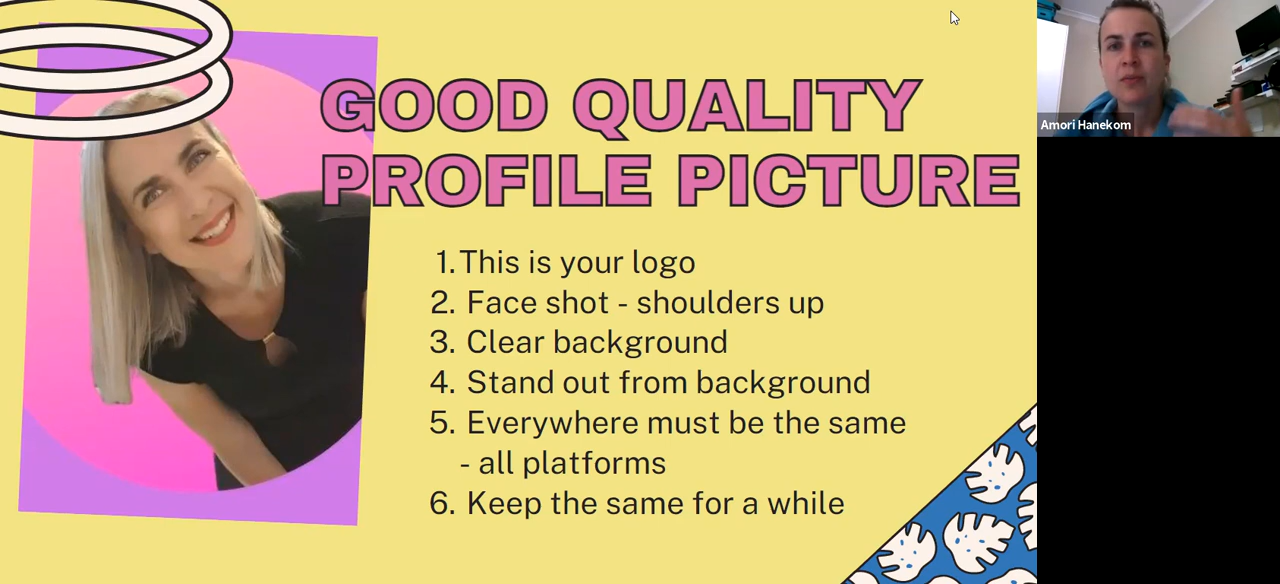 GOOD QUALITY
PROFILE PICTURE
1. This is your logo
2. Face shot - shoulders up
3. Clear background
4. Stand out from background
5. Everywhere must be the same
- all platforms
6. Keep the same for a while
Amori Hanekom